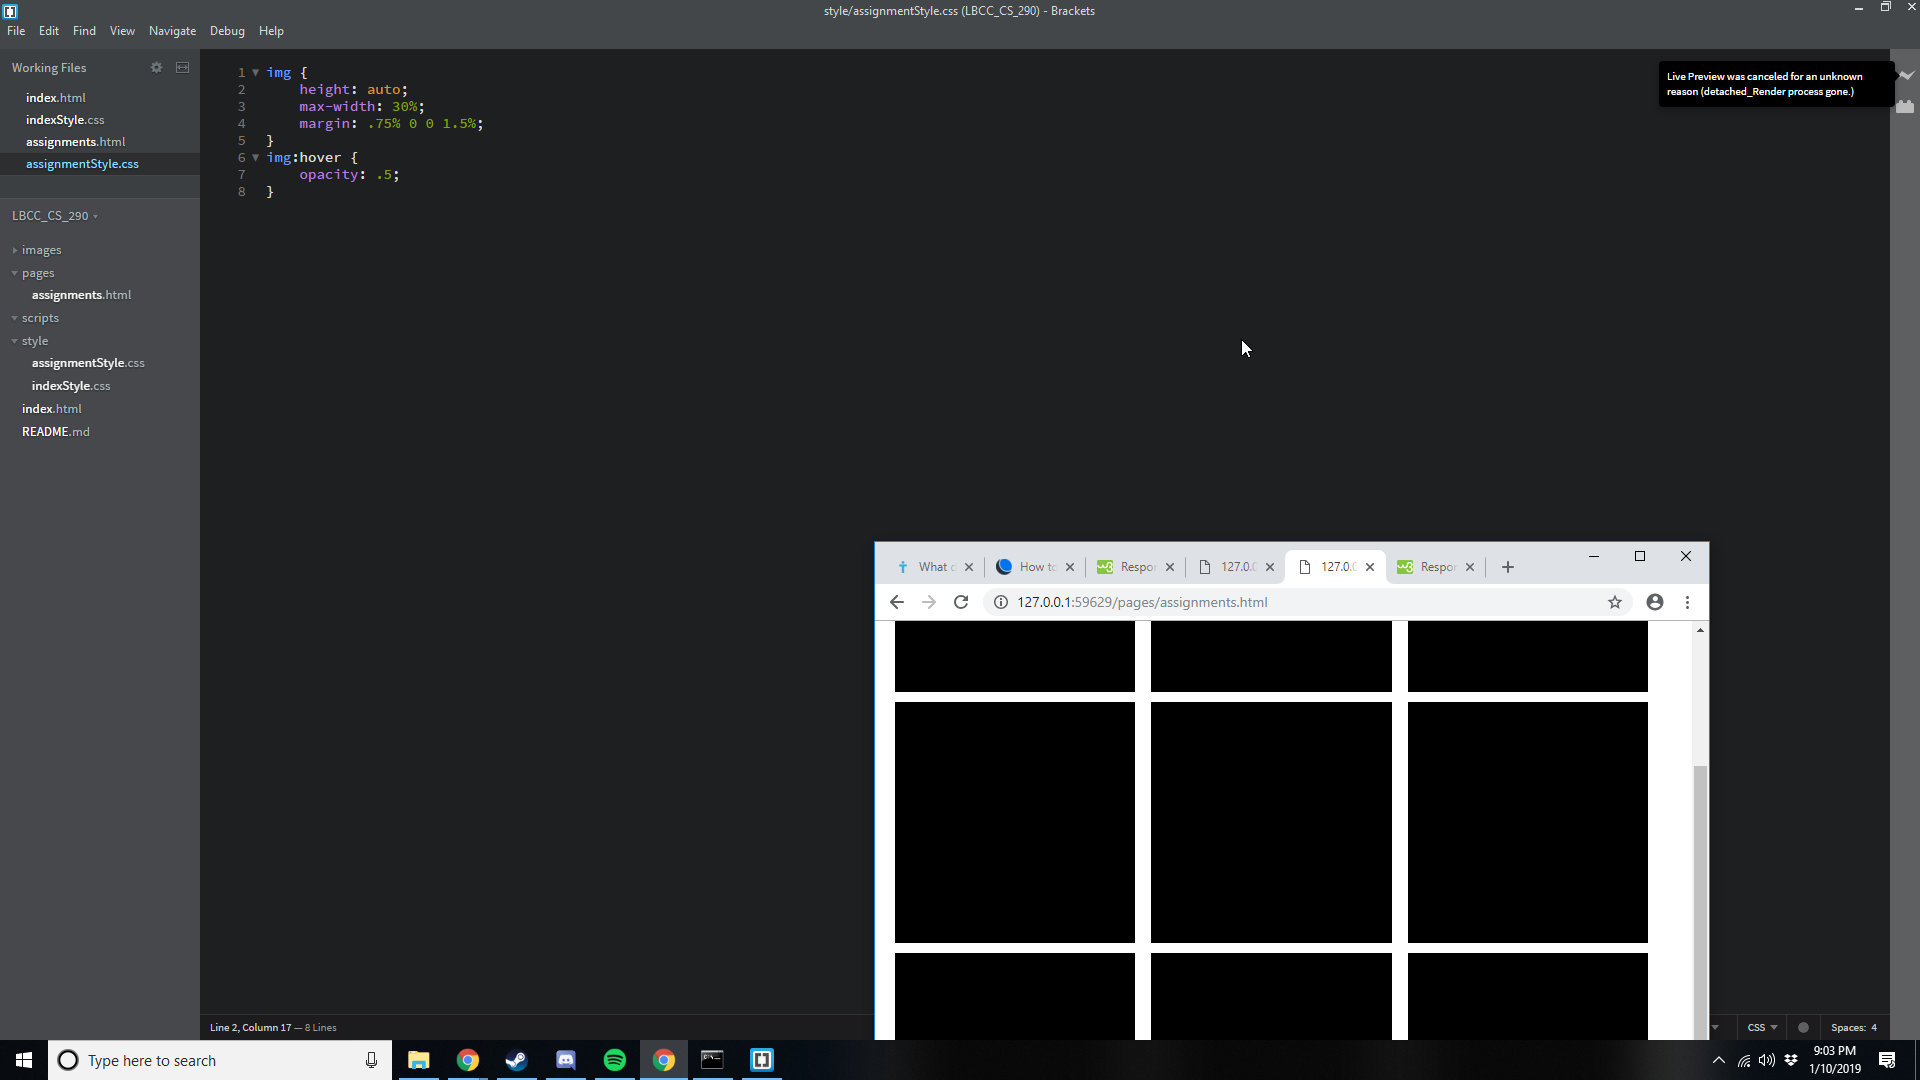 style/assignmentStyle.css (LBCC_CS_290) - Brackets
File Edit Find View Navigate Debug Help
Working Files
index.html
indexStyle.css
assignments.html
assignmentStyle.css
LBCC_CS_290
images
pages
assignments.html
scripts
style
assignmentStyle.css
indexStyle.css
index.html
README.md
1 img {
2 height: auto;
3 max-width: 30%;
4 margin: .75% 0 0 1.5%;
5 }
6 img:hover {
7 opacity: .5;
8 }
Live Preview was canceled for an unknown
reason (detached_Render process gone.)
What Howto Respor 127.0. 127.0. Respo
127.0.0.1:59629/pages/assignments.html
Line 2, Column 17 — 8 Lines
CSS Spaces: 4
Type here to search
9:03 PM
1/10/2019